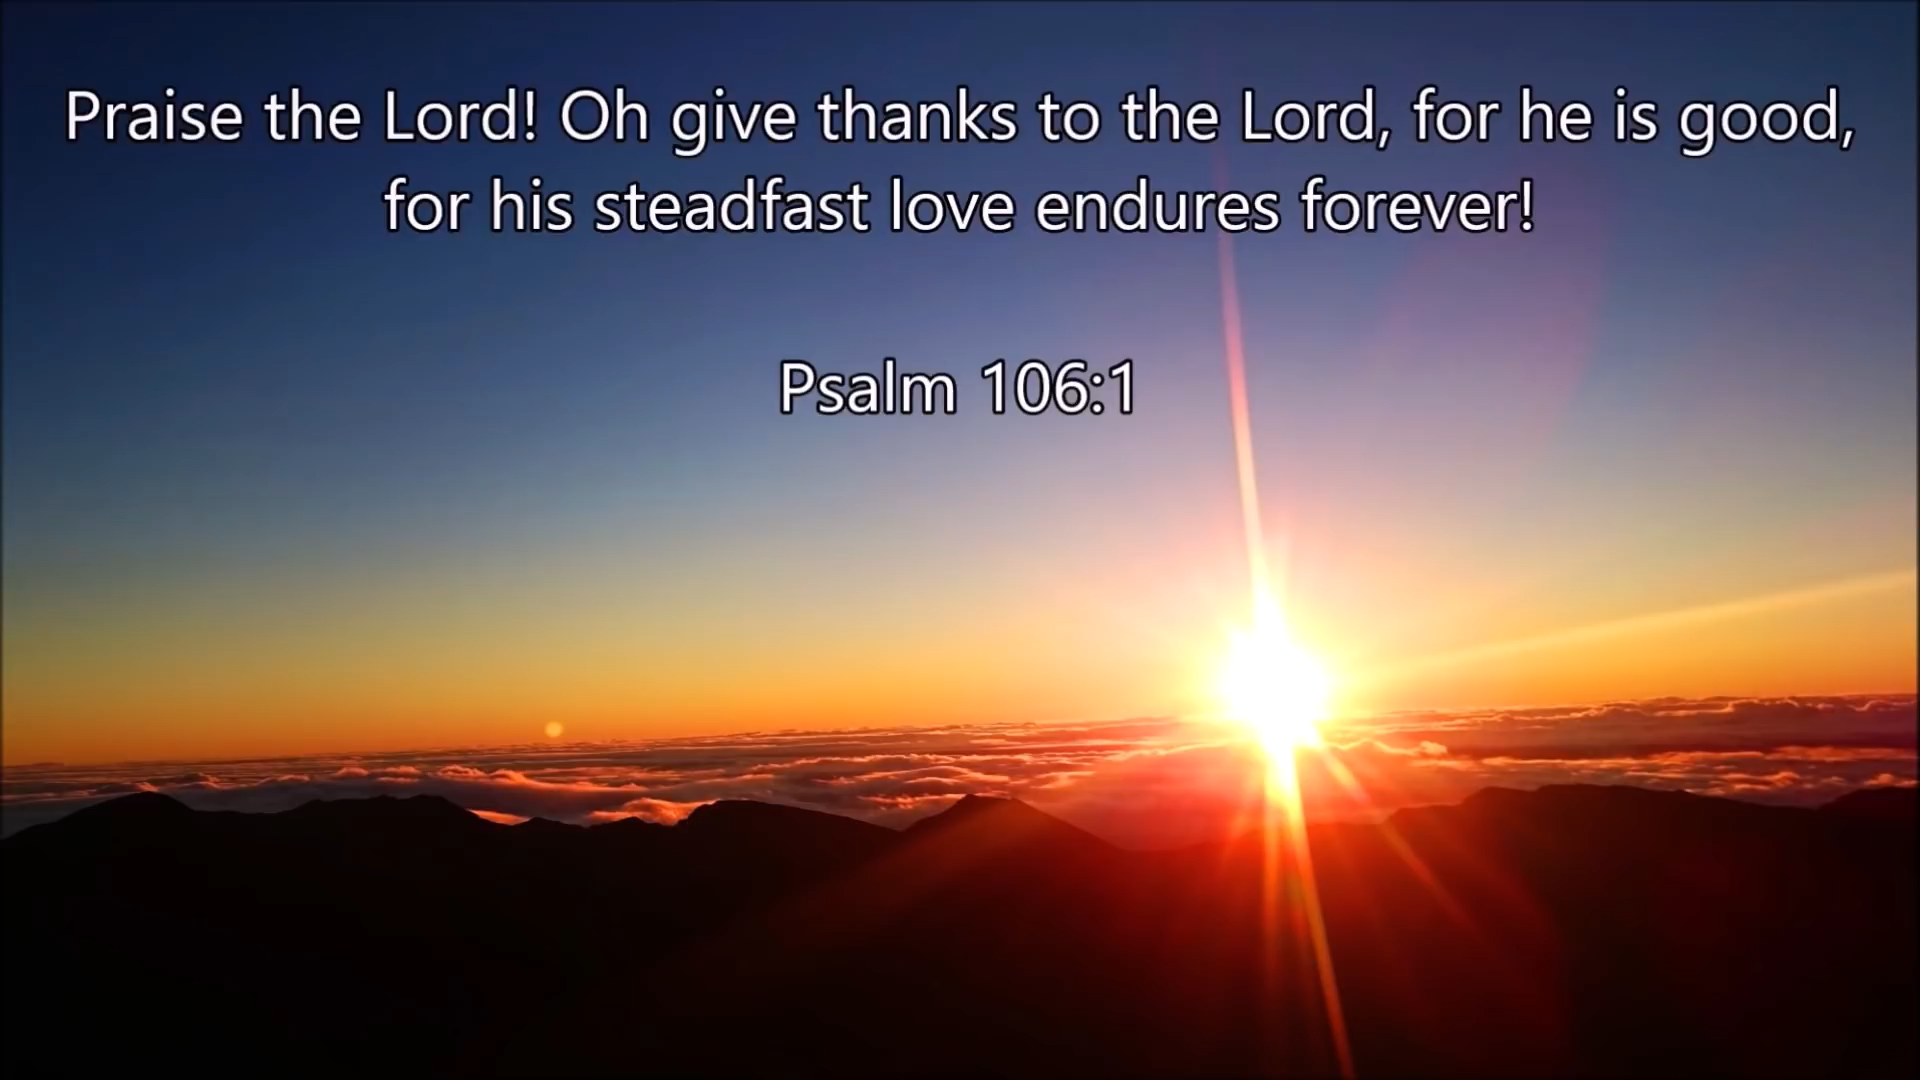 Praise the Lord! Oh give thanks to the Lord, for he is good,
for his steadfast love endures forever!
Psalm 106:1